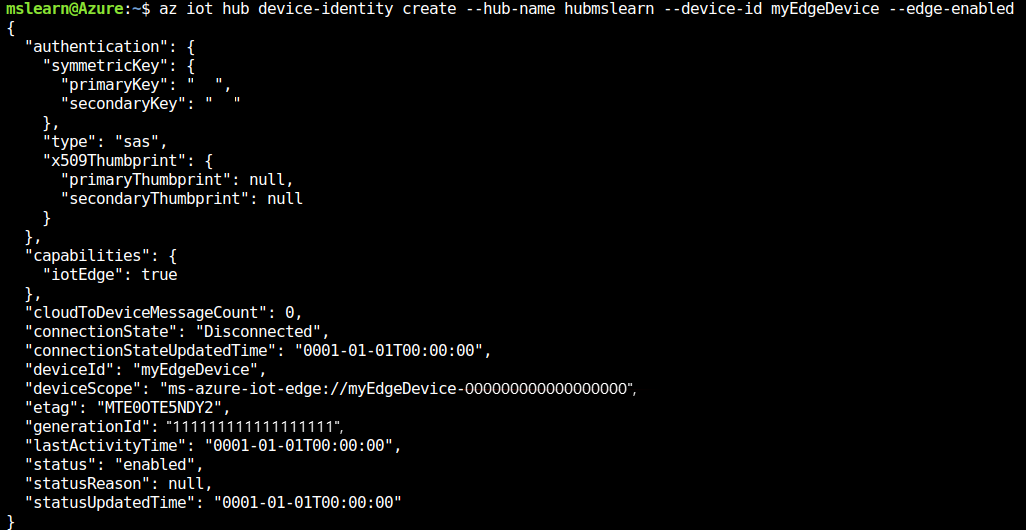 mslearn@Azure:~$ az iot hub device-identity create --hub-name hubmslearn --device-id myEdgeDevice --edge-enabled
{
  "authentication": {
    "symmetricKey": {
      "primaryKey": "  ",
      "secondaryKey": "  "
    },
    "type": "sas",
    "x509Thumbprint": {
      "primaryThumbprint": null,
      "secondaryThumbprint": null
    }
  },
  "capabilities": {
    "iotEdge": true
  },
  "cloudToDeviceMessageCount": 0,
  "connectionState": "Disconnected",
  "connectionStateUpdatedTime": "0001-01-01T00:00:00",
  "deviceId": "myEdgeDevice",
  "deviceScope": "ms-azure-iot-edge://myEdgeDevice-000000000000000000",
  "etag": "MTE0OTE5NDY2",
  "generationId": "111111111111111111",
  "lastActivityTime": "0001-01-01T00:00:00",
  "status": "enabled",
  "statusReason": null,
  "statusUpdatedTime": "0001-01-01T00:00:00"
}